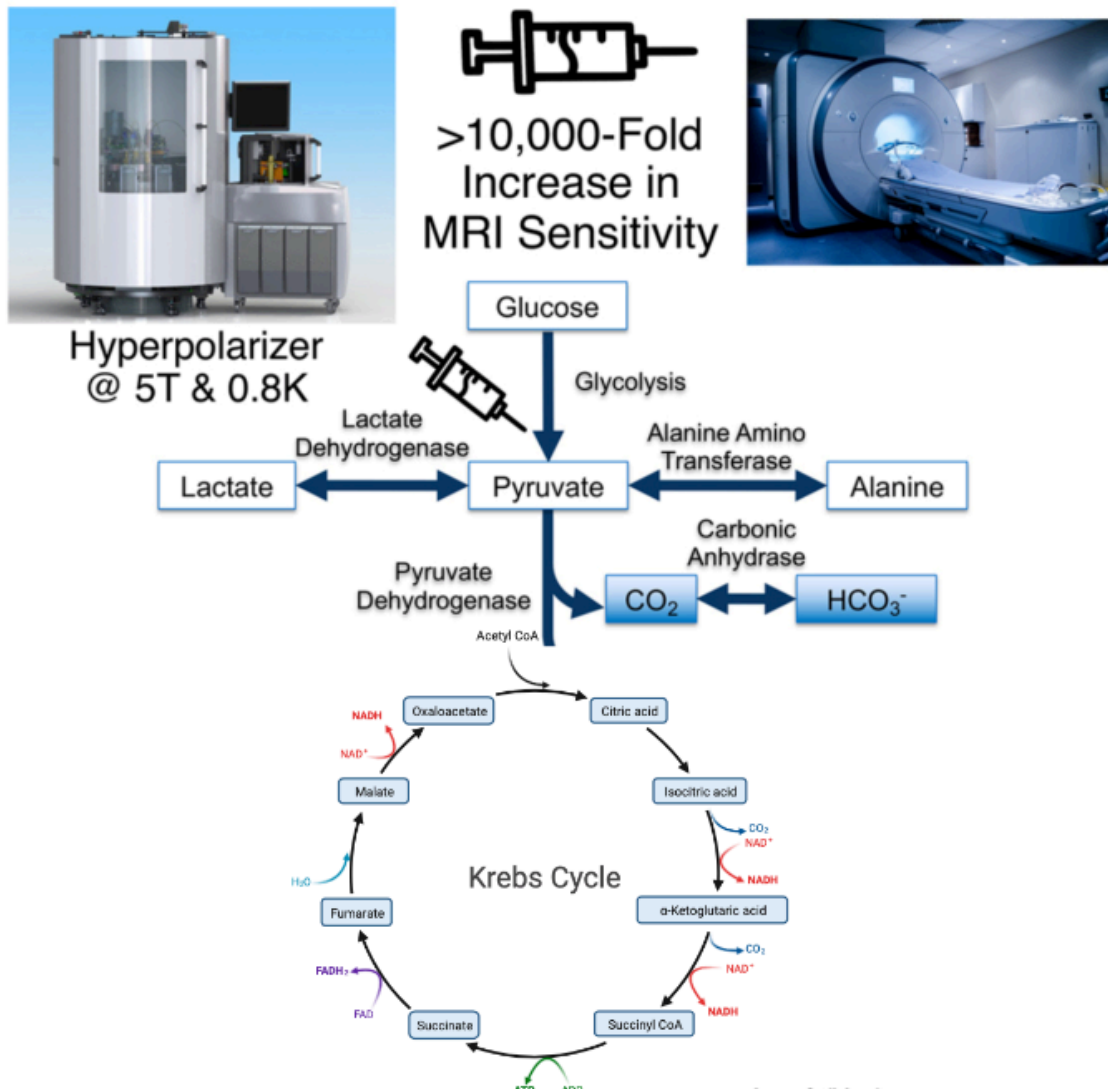 >10,000-Fold
Increase in
MRI Sensitivity
Hyperpolarizer
@ 5T & 0.8K
Glucose
Glycolysis
Lactate
Dehydrogenase
Alanine Amino
Transferase
Lactate
Pyruvate
Alanine
Carbonic
Anhydrase
Pyruvate
Dehydrogenase
CO₂
HCO₃⁻
Acetyl CoA
Oxaloacetate
Citric acid
NADH
NAD⁺
Malate
Isocitric acid
CO₂
NAD⁺
NADH
Krebs Cycle
H₂O
Fumarate
α-Ketoglutaric acid
CO₂
NAD⁺
NADH
FADH₂
FAD
Succinate
Succinyl CoA